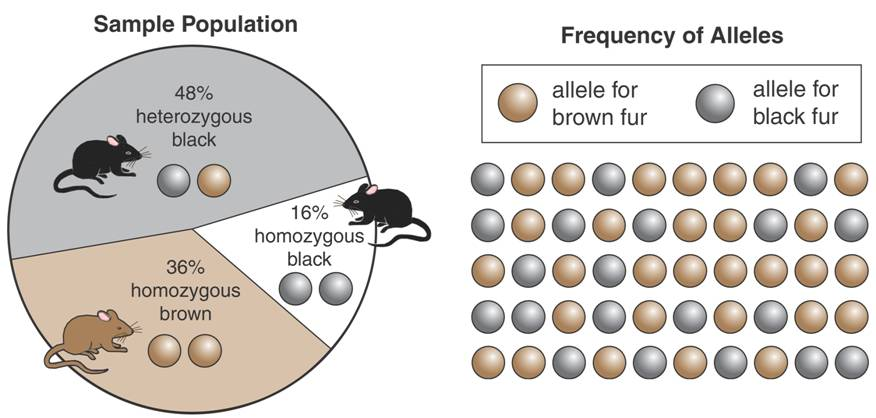 Sample Population
48%
heterozygous
black
16%
homozygous
black
36%
homozygous
brown
Frequency of Alleles
allele for
brown fur
allele for
black fur